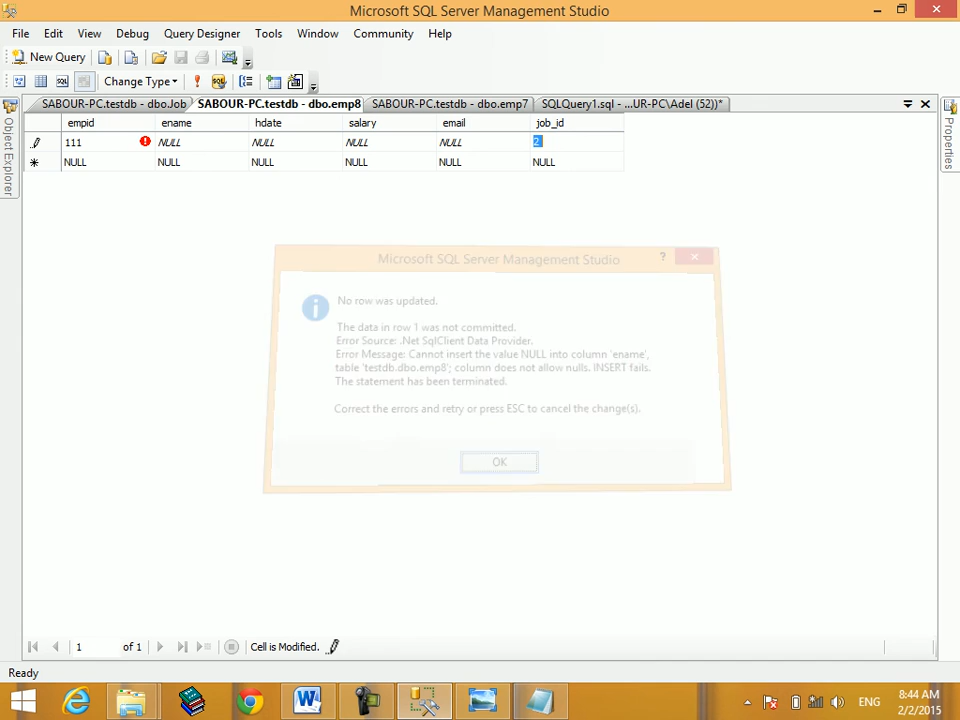 Microsoft SQL Server Management Studio
File Edit View Debug Query Designer Tools Window Community Help
New Query
Change Type
SABOUR-PC.testdb - dbo.Job SABOUR-PC.testdb - dbo.emp8 SABOUR-PC.testdb - dbo.emp7 SQLQuery1.sql - ...UR-PC\Adel (52))*
Object Explorer
Properties
empid ename hdate salary email job_id
111 NULL NULL NULL NULL 2
NULL NULL NULL NULL NULL NULL
Microsoft SQL Server Management Studio
No row was updated.
The data in row 1 was not committed.
Error Source: .Net SqlClient Data Provider.
Error Message: Cannot insert the value NULL into column 'ename',
table 'testdb.dbo.emp8'; column does not allow nulls. INSERT fails.
The statement has been terminated.
Correct the errors and retry or press ESC to cancel the change(s).
OK
1 of 1 Cell is Modified.
Ready
ENG
8:44 AM
2/2/2015